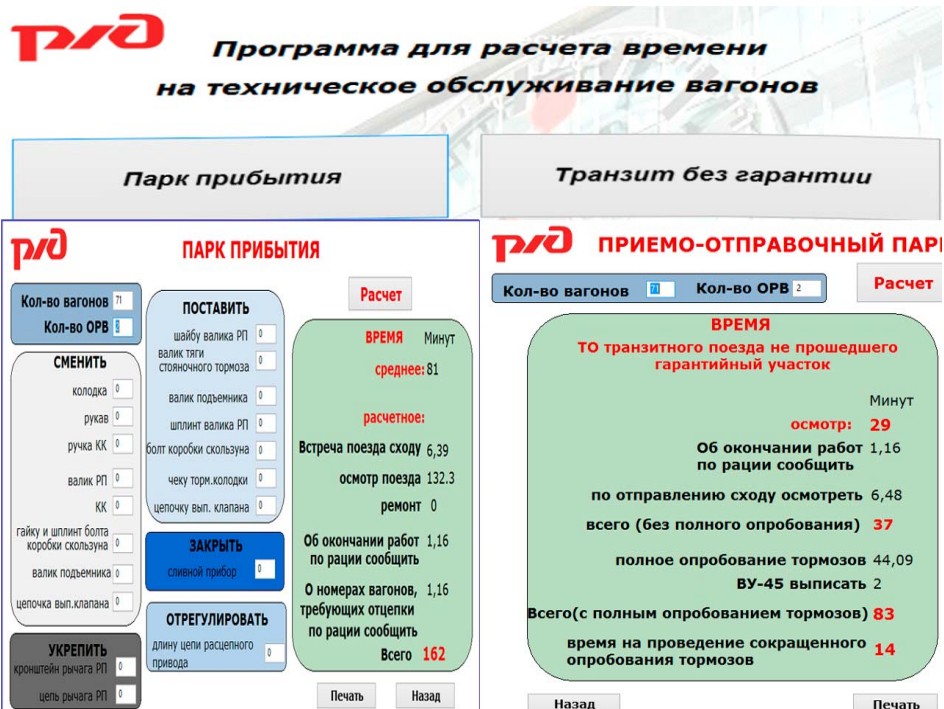 ржд
Программа для расчета времени
на техническое обслуживание вагонов
Парк прибытия
Транзит без гарантии
ржд
ПАРК ПРИБЫТИЯ
Кол-во вагонов 71
Кол-во ОРВ 2
СМЕНИТЬ
колодка 0
рукав 0
ручка КК 0
валик РП 0
КК 0
гайку и шплинт болта
коробки скользуна 0
валик подъемника 0
цепочка вып.клапана 0
УКРЕПИТЬ
кронштейн рычага РП 0
цепь рычага РП 0
ПОСТАВИТЬ
шайбу валика РП 0
валик тяги
стояночного тормоза 0
валик подъемника 0
шплинт валика РП 0
болт коробки скользуна 0
чеку торм.колодки 0
цепочку вып. клапана 0
ЗАКРЫТЬ
сливной прибор 0
ОТРЕГУЛИРОВАТЬ
длину цепи расцепного
привода 0
Расчет
ВРЕМЯ Минут
среднее: 81
расчетное:
Встреча поезда сходу 6,39
осмотр поезда 132.3
ремонт 0
Об окончании работ 1,16
по рации сообщить
О номерах вагонов, 1,16
требующих отцепки
по рации сообщить
Всего 162
Печать Назад
ржд
ПРИЕМО-ОТПРАВОЧНЫЙ ПАР
Кол-во вагонов 71 Кол-во ОРВ 2
Расчет
ВРЕМЯ
ТО транзитного поезда не прошедшего
гарантийный участок
Минут
осмотр: 29
Об окончании работ 1,16
по рации сообщить
по отправлению сходу осмотреть 6,48
всего (без полного опробования) 37
полное опробование тормозов 44,09
ВУ-45 выписать 2
Всего(с полным опробованием тормозов) 83
время на проведение сокращенного
опробования тормозов 14
Назад Печать